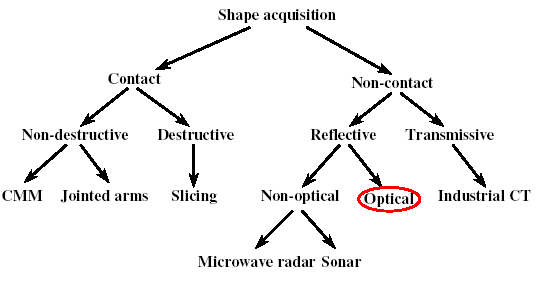 Shape acquisition
Contact
Non-contact
Non-destructive
Destructive
Reflective
Transmissive
CMM
Jointed arms
Slicing
Non-optical
Optical
Industrial CT
Microwave radar
Sonar